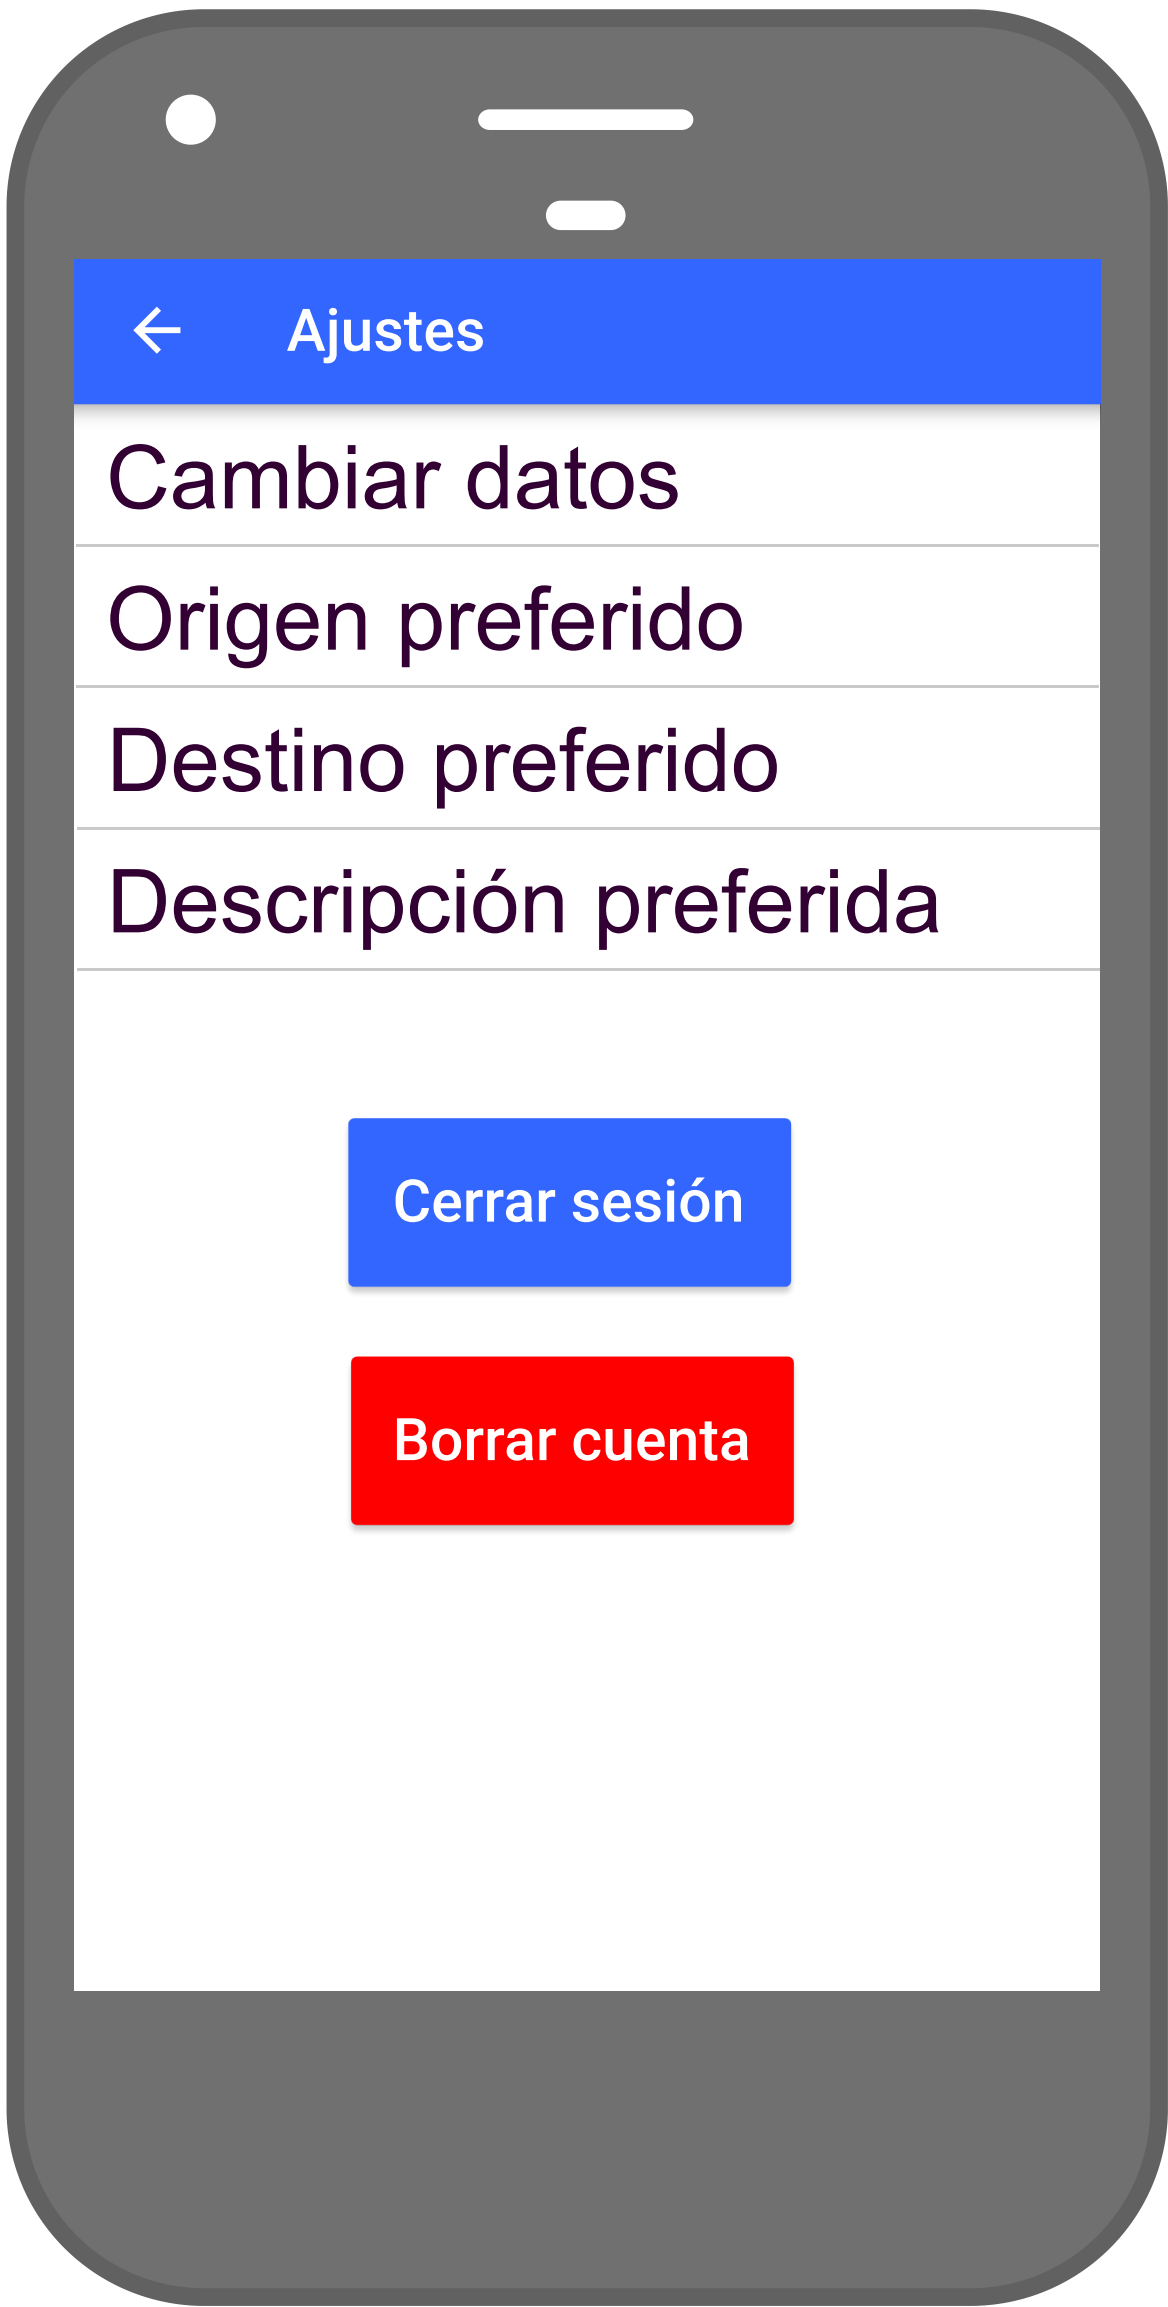 Ajustes
Cambiar datos
Origen preferido
Destino preferido
Descripción preferida
Cerrar sesión
Borrar cuenta